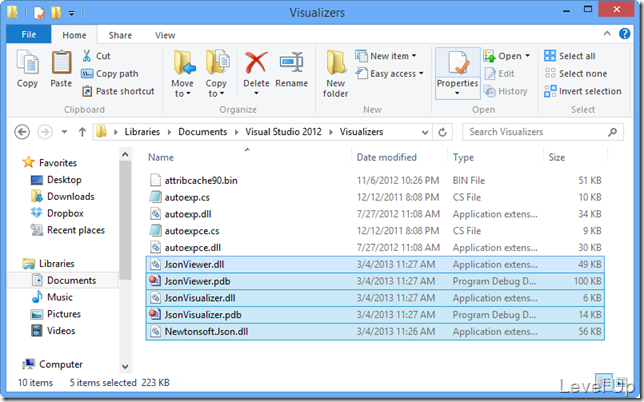 Visualizers
File Home Share View
Copy
Paste
Cut
Copy path
Paste shortcut
Clipboard
Move to
Copy to
Delete
Rename
Organize
New folder
New item
Easy access
New
Properties
Open
Edit
History
Open
Select all
Select none
Invert selection
Select
Libraries Documents Visual Studio 2012 Visualizers
Search Visualizers
Favorites
Desktop
Downloads
Dropbox
Recent places
Libraries
Documents
Music
Pictures
Videos
Computer
Name Date modified Type Size
attribcache90.bin 11/6/2012 10:26 PM BIN File 51 KB
autoexp.cs 12/12/2011 8:08 PM CS File 10 KB
autoexp.dll 7/27/2012 11:08 AM Application extens... 34 KB
autoexpce.cs 12/12/2011 8:08 PM CS File 9 KB
autoexpce.dll 7/27/2012 11:08 AM Application extens... 30 KB
JsonViewer.dll 3/4/2013 11:27 AM Application extens... 49 KB
JsonViewer.pdb 3/4/2013 11:27 AM Program Debug D... 100 KB
JsonVisualizer.dll 3/4/2013 11:27 AM Application extens... 6 KB
JsonVisualizer.pdb 3/4/2013 11:27 AM Program Debug D... 14 KB
Newtonsoft.Json.dll 3/4/2013 11:26 AM Application extens... 56 KB
10 items 5 items selected 223 KB
Level Up